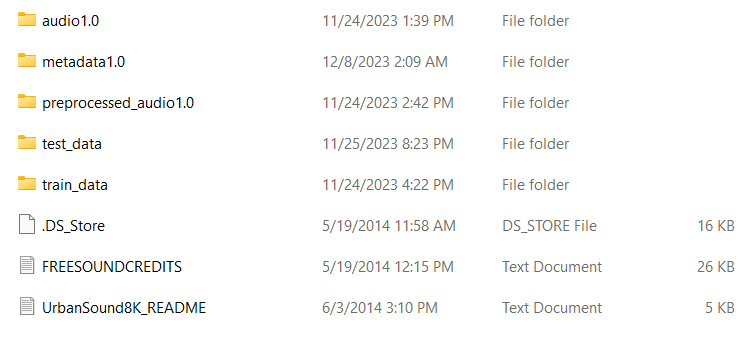 audio1.0 11/24/2023 1:39 PM File folder
metadata1.0 12/8/2023 2:09 AM File folder
preprocessed_audio1.0 11/24/2023 2:42 PM File folder
test_data 11/25/2023 8:23 PM File folder
train_data 11/24/2023 4:22 PM File folder
.DS_Store 5/19/2014 11:58 AM DS_STORE File 16 KB
FREESOUNDCREDITS 5/19/2014 12:15 PM Text Document 26 KB
UrbanSound8K_README 6/3/2014 3:10 PM Text Document 5 KB